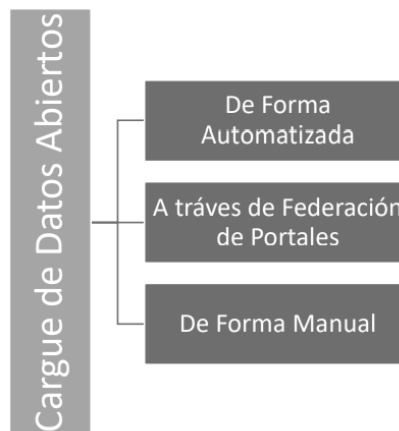 Cargue de Datos Abiertos
De Forma
Automatizada
A tráves de Federación
de Portales
De Forma Manual